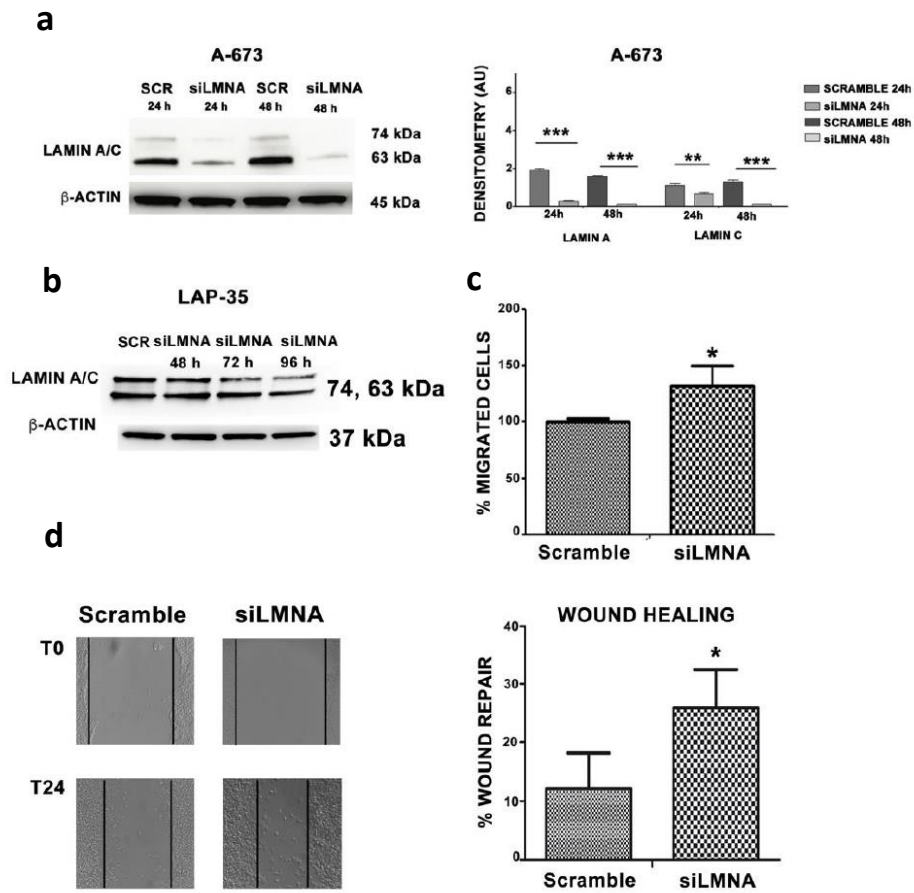 a
A-673
SCR siLMNA SCR siLMNA
24 h 24 h 48 h 48 h
LAMIN A/C
74 kDa
63 kDa
β-ACTIN
45 kDa
A-673
DENSITOMETRY (AU)
6
4
2
0
*** *** ** ***
24h 48h 24h 48h
LAMIN A LAMIN C
SCRAMBLE 24h
siLMNA 24h
SCRAMBLE 48h
siLMNA 48h
b
LAP-35
SCR siLMNA siLMNA siLMNA
48 h 72 h 96 h
LAMIN A/C
74, 63 kDa
β-ACTIN
37 kDa
c
% MIGRATED CELLS
200
150
100
50
0
*
Scramble siLMNA
d
Scramble siLMNA
T0
T24
WOUND HEALING
% WOUND REPAIR
40
30
20
10
0
*
Scramble siLMNA